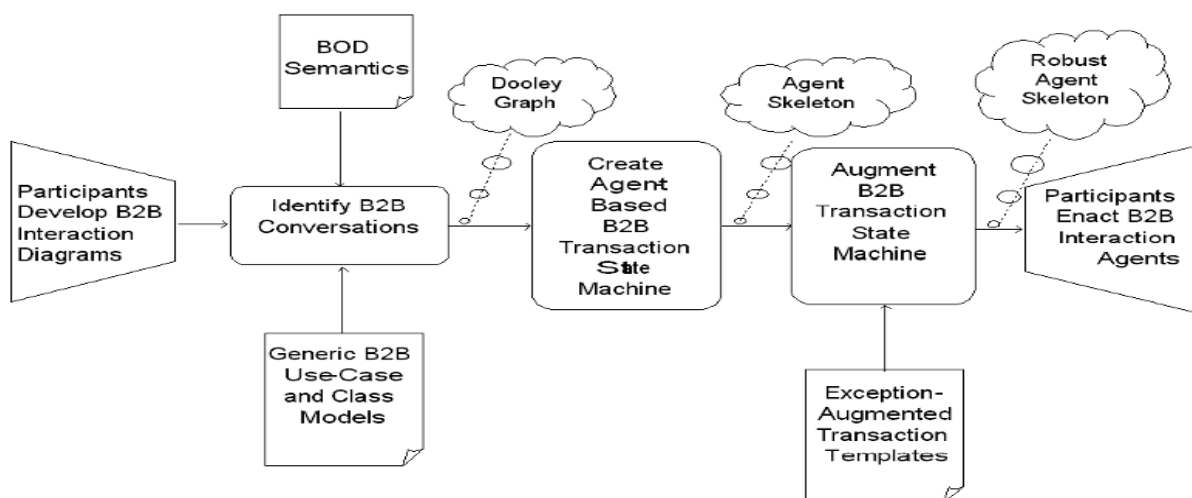 BOD
Semantics
Dooley
Graph
Agent
Skeleton
Robust
Agent
Skeleton
Participants
Develop B2B
Interaction
Diagrams
Identify B2B
Conversations
Create
Agent
Based
B2B
Transaction
State
Machine
Augment
B2B
Transaction
State
Machine
Participants
Enact B2B
Interaction
Agents
Generic B2B
Use-Case
and Class
Models
Exception-
Augmented
Transaction
Templates